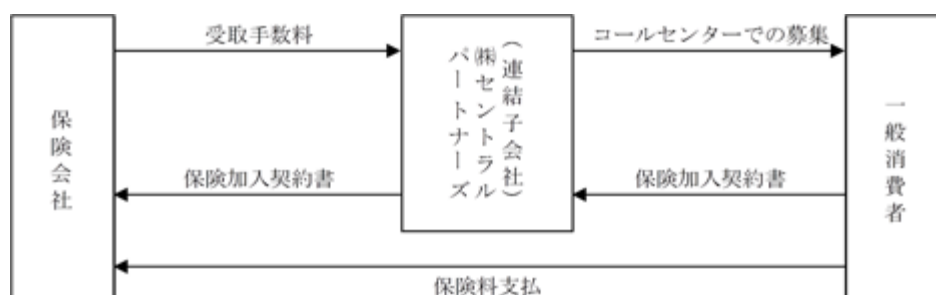 受取手数料
コールセンターでの募集
保険会社
(連結子会社)
㈱セントラル
パートナーズ
一般消費者
保険加入契約書
保険加入契約書
保険料支払